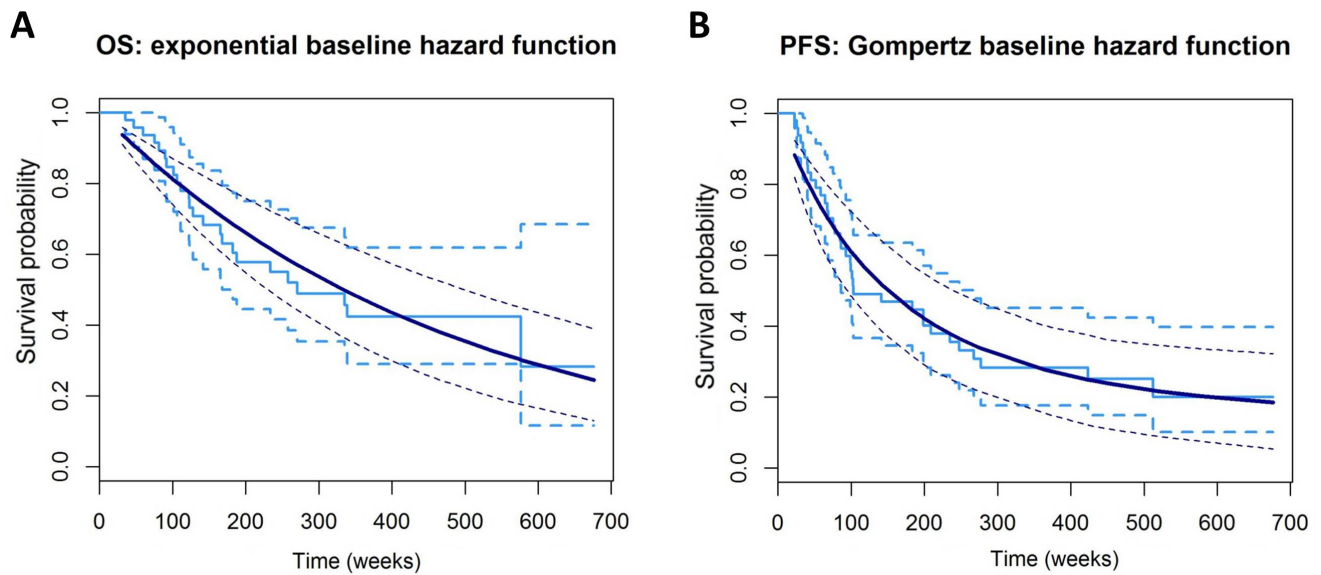 A
OS: exponential baseline hazard function
Survival probability
1.0
0.8
0.6
0.4
0.2
0.0
0 100 200 300 400 500 600 700
Time (weeks)
B
PFS: Gompertz baseline hazard function
Survival probability
1.0
0.8
0.6
0.4
0.2
0.0
0 100 200 300 400 500 600 700
Time (weeks)